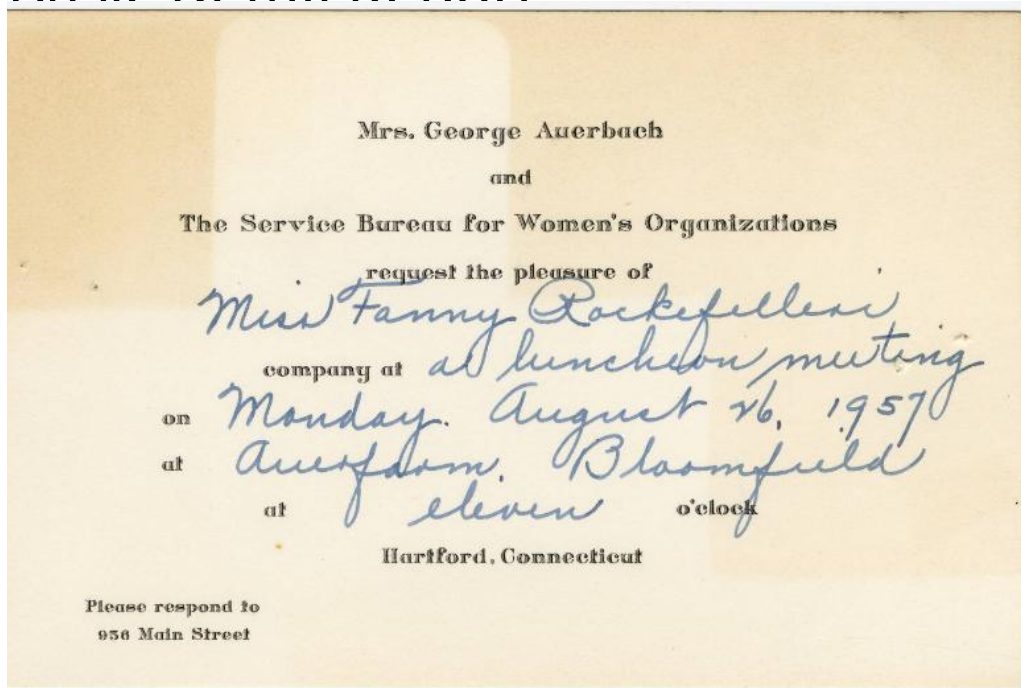 Mrs. George Auerbach
and
The Service Bureau for Women's Organizations
request the pleasure of
Miss Fanny Rockefeller's
company at a luncheon meeting
on Monday. August 26, 1957
at Auerfarm, Bloomfield
at eleven o'clock
Hartford, Connecticut
Please respond to
956 Main Street